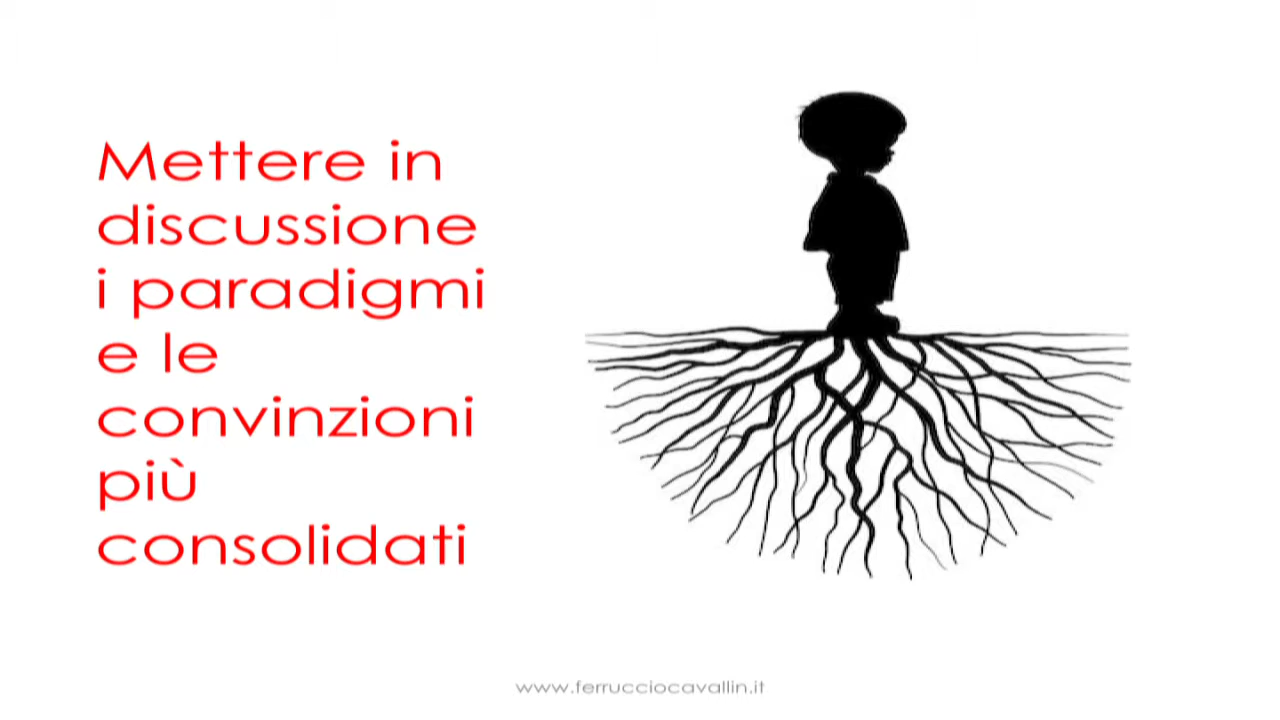 Mettere in
discussione
i paradigmi
e le
convinzioni
più
consolidati
www.ferrucciocavallin.it